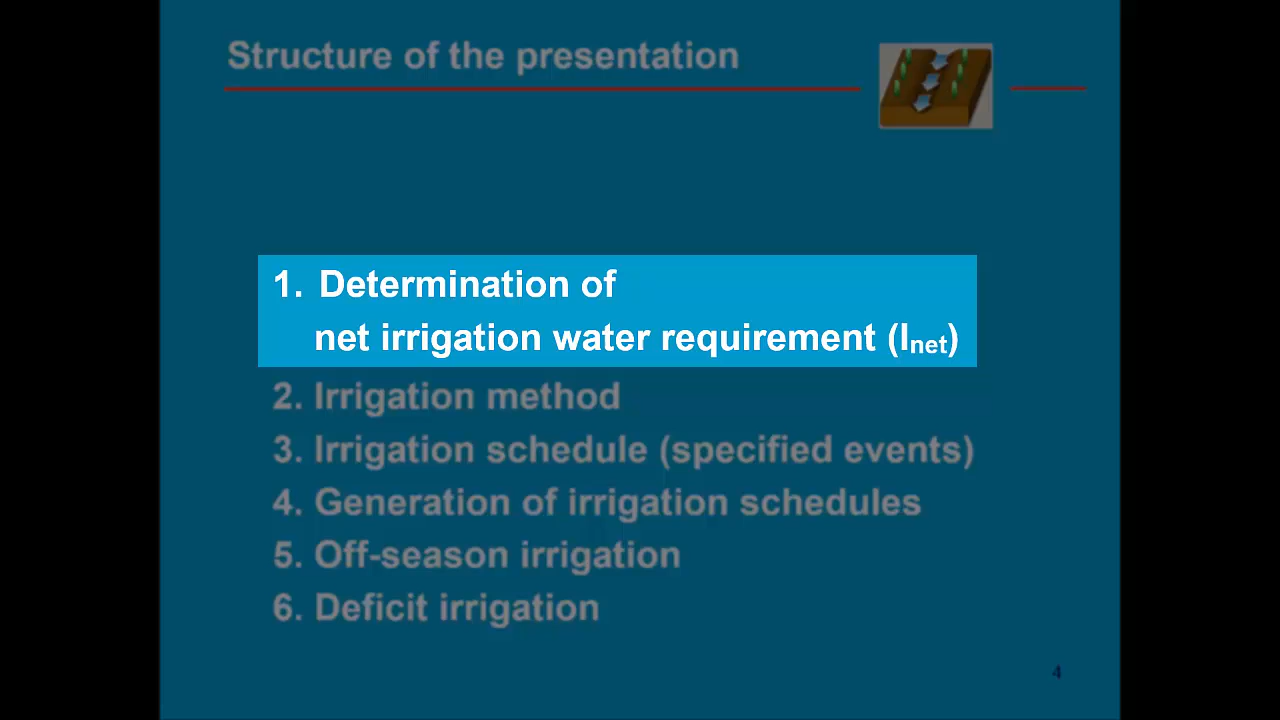 Structure of the presentation
1. Determination of
net irrigation water requirement (Inet)
2. Irrigation method
3. Irrigation schedule (specified events)
4. Generation of irrigation schedules
5. Off-season irrigation
6. Deficit irrigation
4